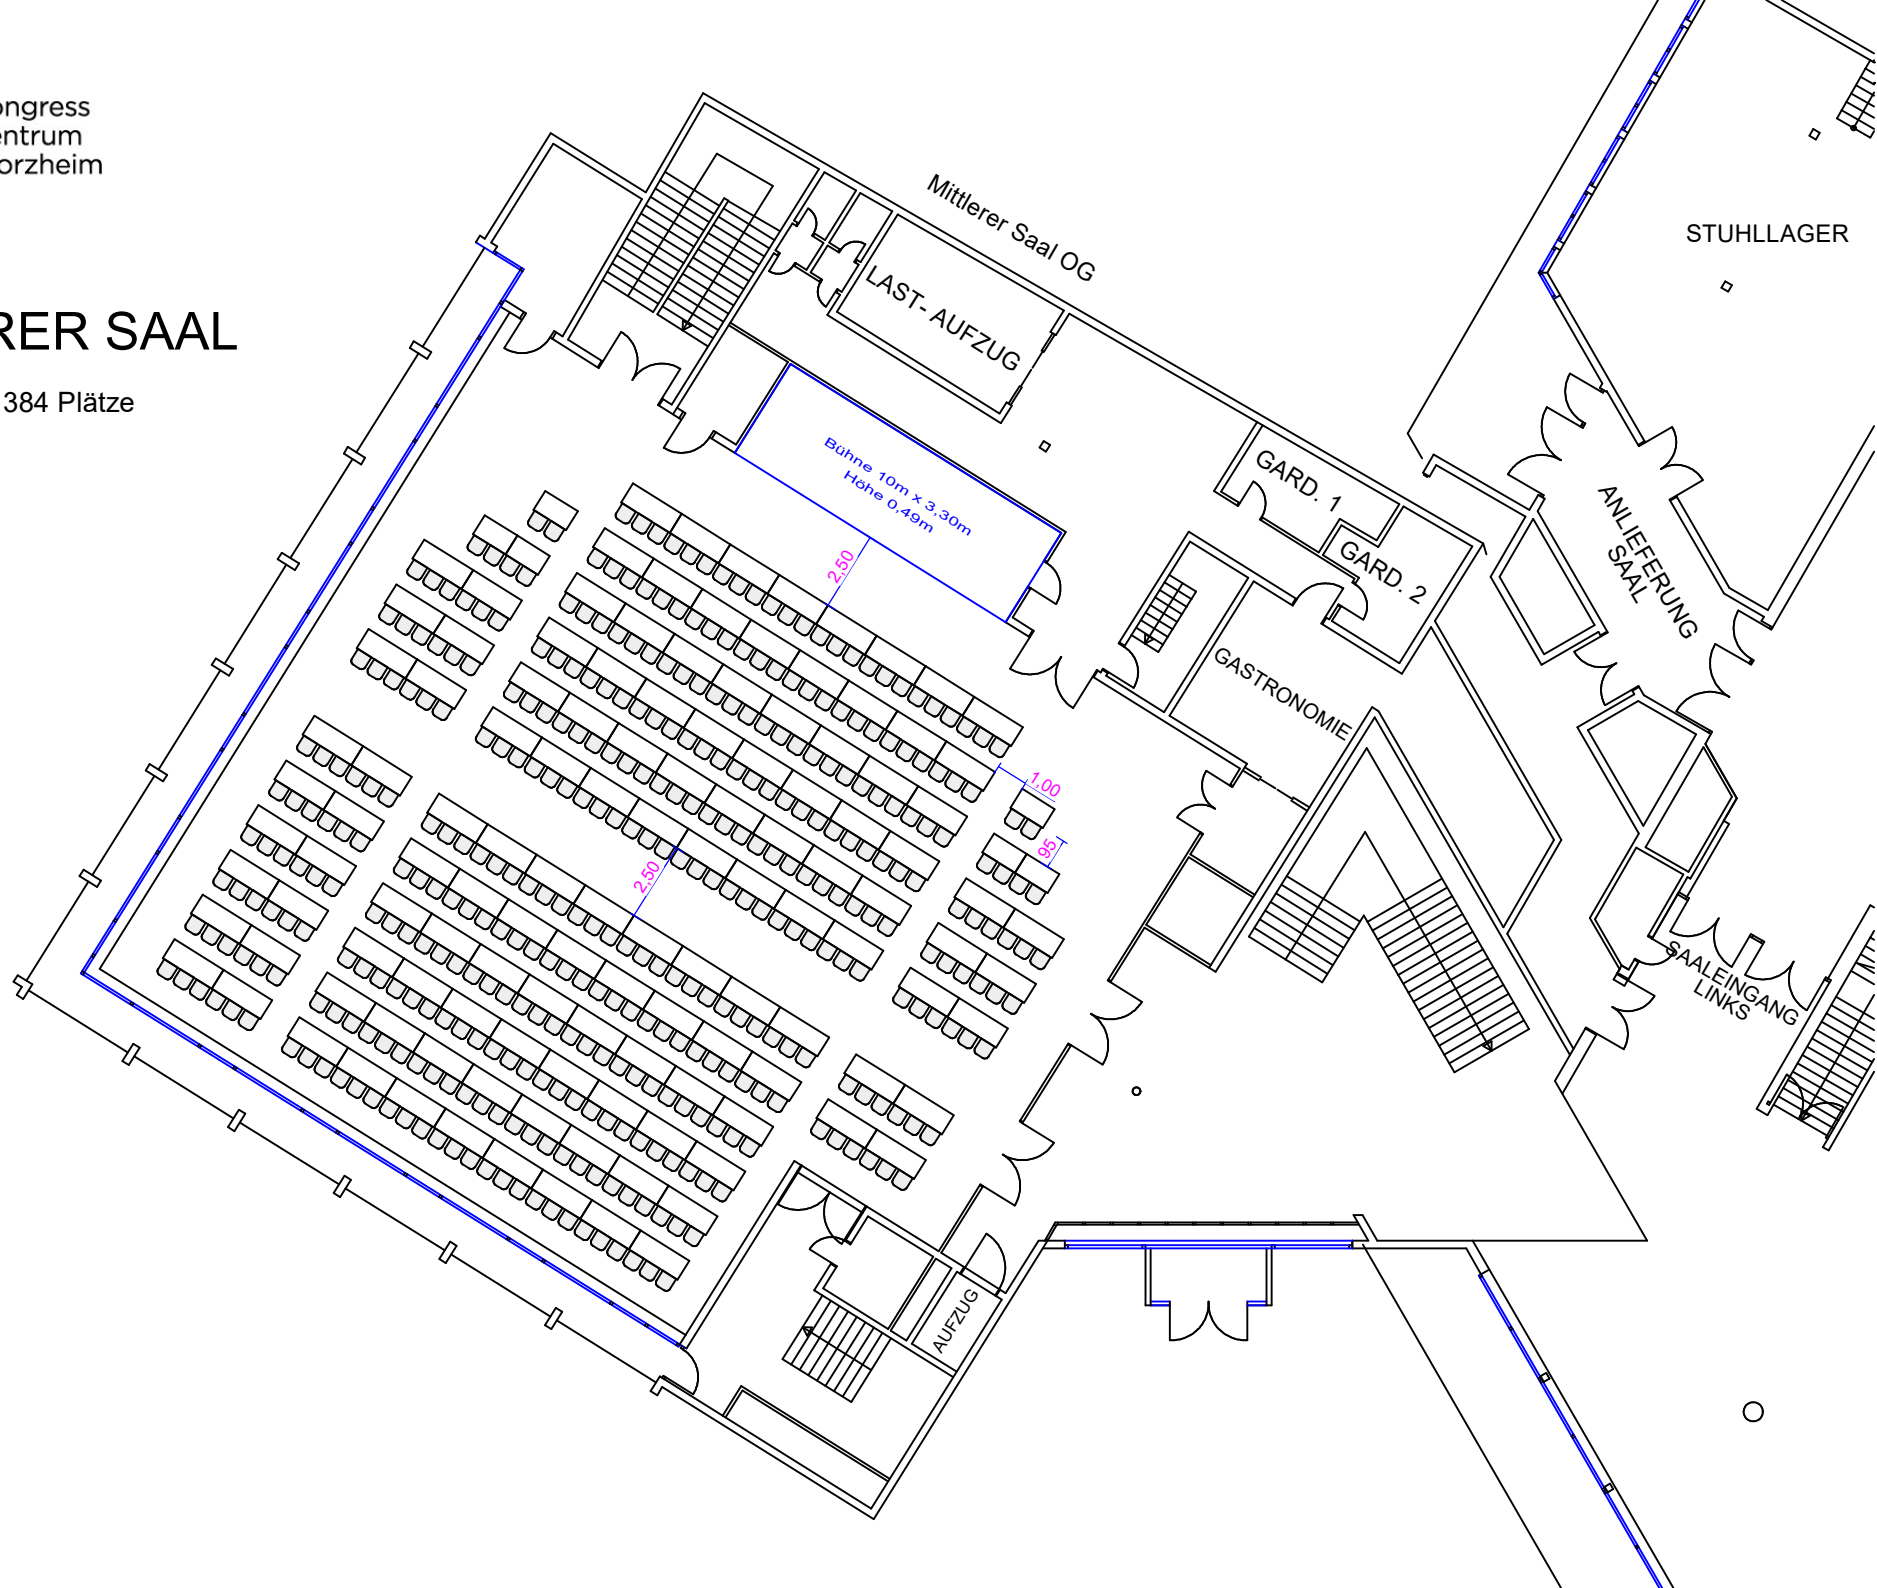 ongress
entrum
orzheim
RER SAAL
384 Plätze
Mittlerer Saal OG
LAST- AUFZUG
Bühne 10m x 3,30m
Höhe 0,49m
2,50
GARD. 1
GARD. 2
GASTRONOMIE
STUHLLAGER
ANLIEFERUNG
SAAL
1,00
95
2,50
SAALEINGANG
LINKS
AUFZUG